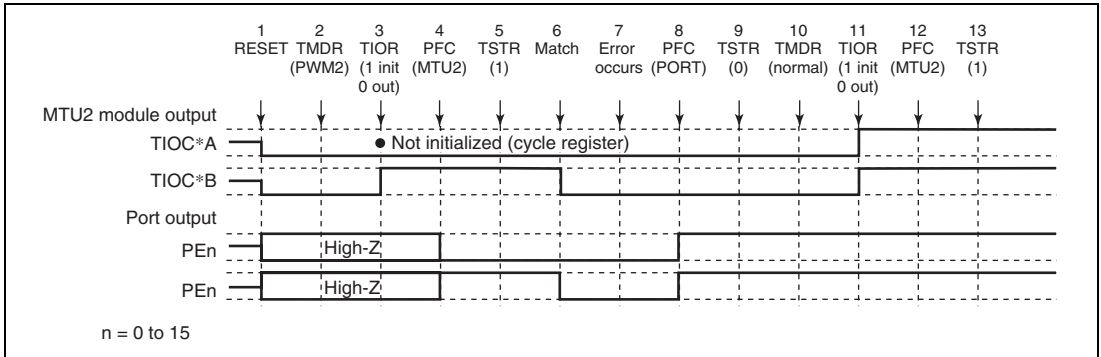 1 2 3 4 5 6 7 8 9 10 11 12 13
RESET TMDR TIOR PFC TSTR Match Error PFC TSTR TMDR TIOR PFC TSTR
(PWM2) (1 init (MTU2) (1) occurs (PORT) (0) (normal) (1 init (MTU2) (1)
0 out) 0 out)
MTU2 module output
TIOC*A ● Not initialized (cycle register)
TIOC*B
Port output
PEn High-Z
PEn High-Z
n = 0 to 15